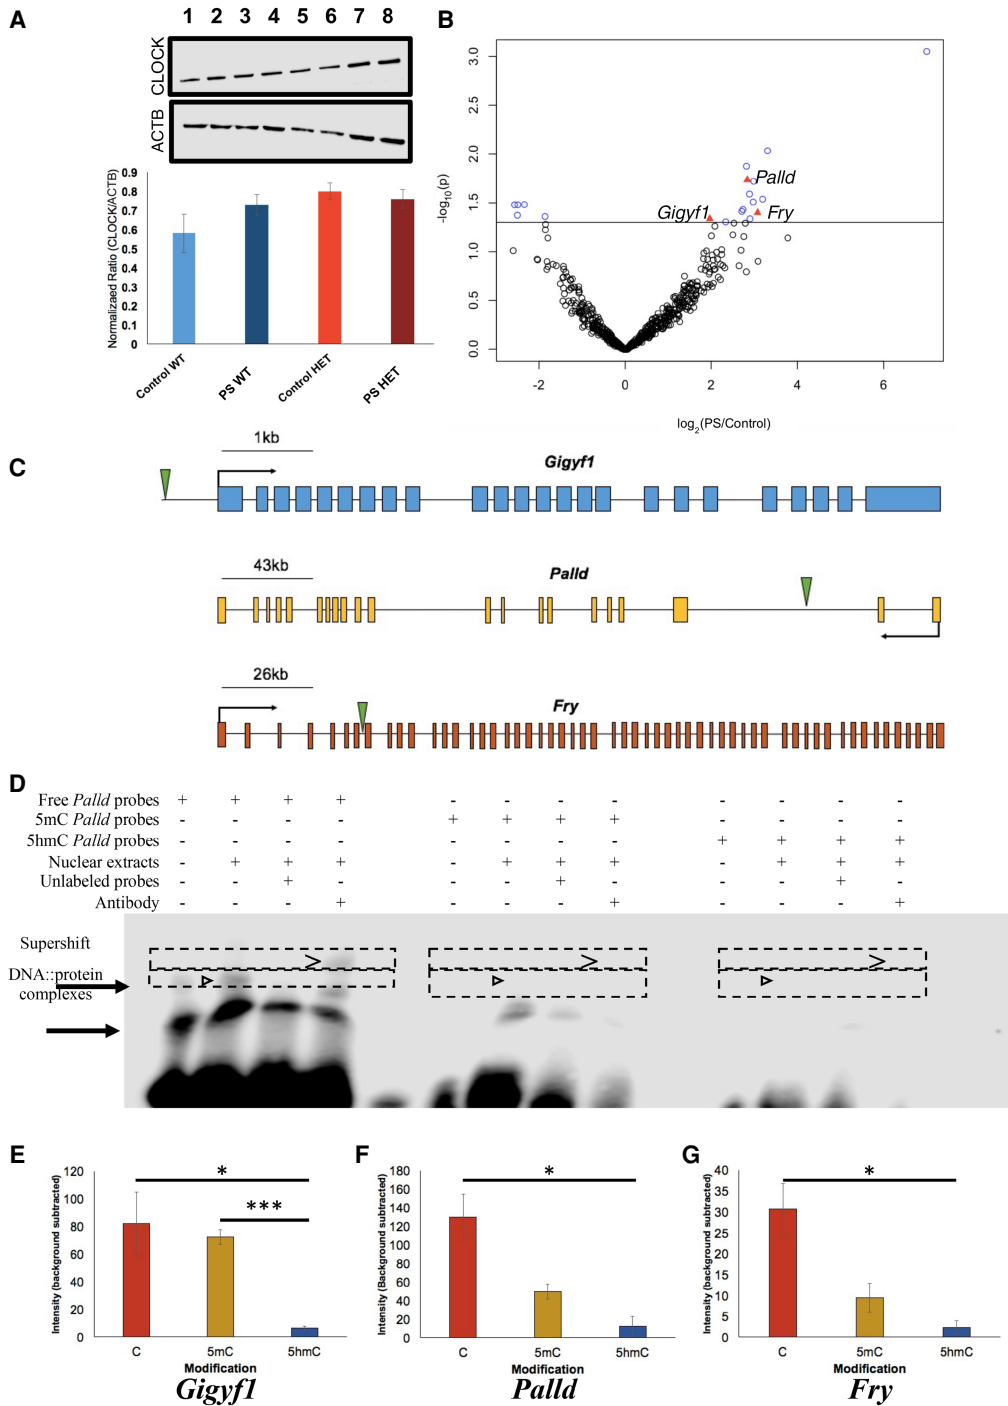 A
1 2 3 4 5 6 7 8
CLOCK
ACTB
Normalizaed Ratio (CLOCK/ACTB)
0.9
0.8
0.7
0.6
0.5
0.4
0.3
0.2
0.1
0
Control WT
PS WT
Control HET
PS HET
B
-log10(p)
3.0
2.5
2.0
1.5
1.0
0.5
0.0
Palld
Gigyf1
Fry
-2 0 2 4 6
log2(PS/Control)
C
1kb
Gigyf1
43kb
Palld
26kb
Fry
D
Free Palld probes + + + + - - - - - - - -
5mC Palld probes - - - - + + + + - - - -
5hmC Palld probes - - - - - - - - + + + +
Nuclear extracts - + + + - + + + - + + +
Unlabeled probes - - + - - - + - - - + -
Antibody - - - + - - - + - - - +
Supershift
DNA::protein
complexes
E
Intensity (background subtracted)
120
100
80
60
40
20
0
*
***
C 5mC 5hmC
Modification
Gigyf1
F
Intensity (Background subtracted)
180
160
140
120
100
80
60
40
20
0
*
C 5mC 5hmC
Modification
Palld
G
Intensity (background subtracted)
40
35
30
25
20
15
10
5
0
*
C 5mC 5hmC
Modification
Fry